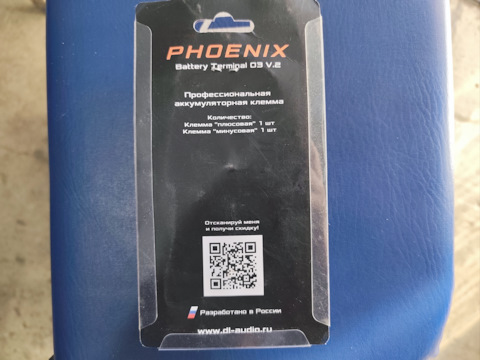 PHOENIX
Battery Terminal 03 V.2
Профессиональная
аккумуляторная клемма
Количество:
Клемма "плюсовая" 1 шт
Клемма "минусовая" 1 шт
Отсканируй меня
и получи скидку!
Разработано в России
www.dl-audio.ru